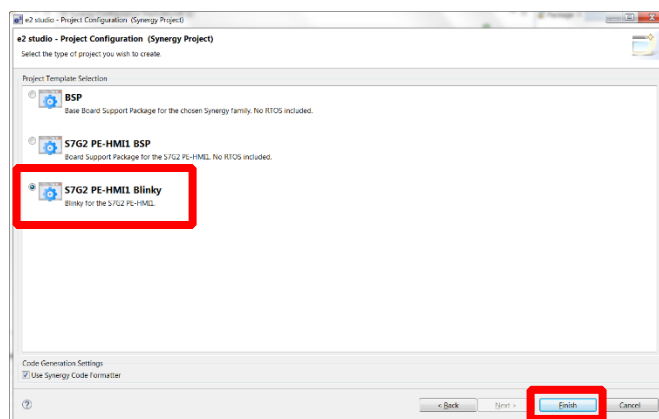 e2 studio - Project Configuration (Synergy Project)
e2 studio - Project Configuration (Synergy Project)
Select the type of project you wish to create.
Project Template Selection
BSP
Base Board Support Package for the chosen Synergy family. No RTOS included.
S7G2 PE-HMI1 BSP
Board Support Package for the S7G2 PE-HMI1. No RTOS included.
S7G2 PE-HMI1 Blinky
Blinky for the S7G2 PE-HMI1.
Code Generation Settings
Use Synergy Code Formatter
< Back Next > Finish Cancel